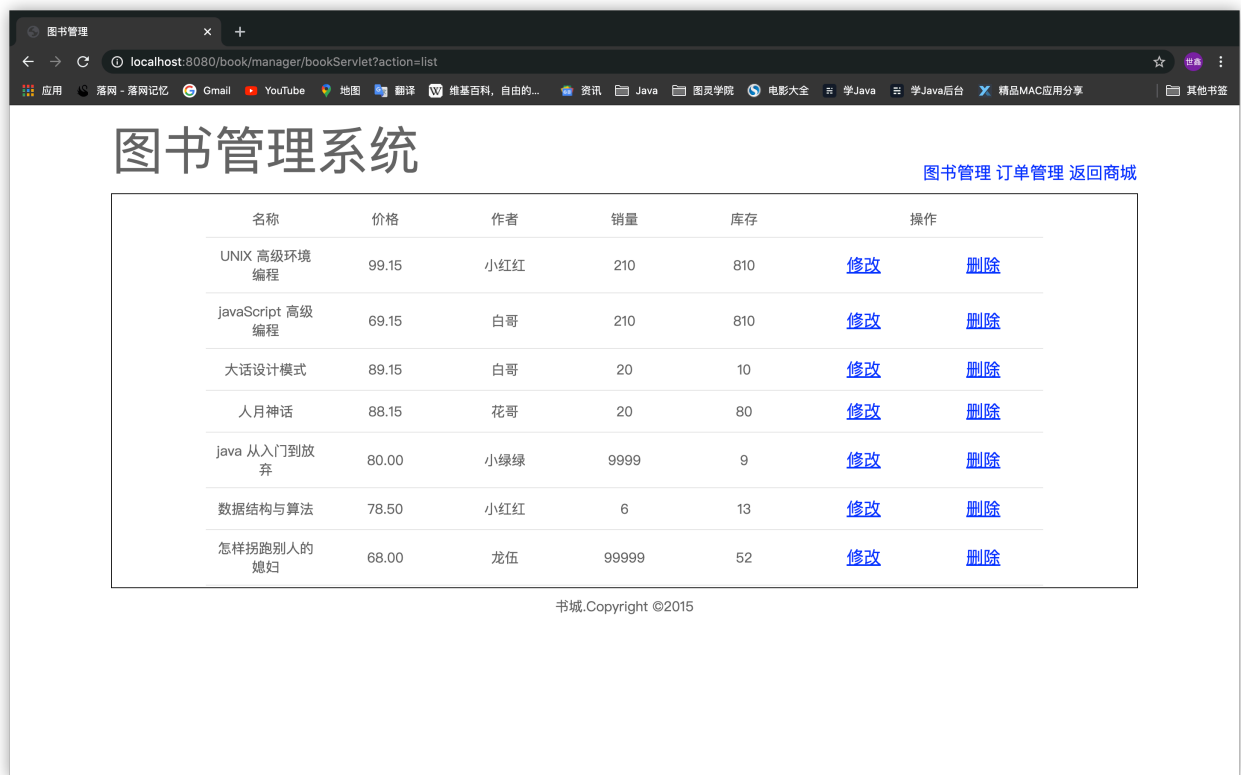 图书管理
localhost:8080/book/manager/bookServlet?action=list
世鑫
应用 落网 - 落网记忆 Gmail YouTube 地图 翻译 维基百科，自由的... 资讯 Java 图灵学院 电影大全 学Java 学Java后台 精品MAC应用分享 其他书签
图书管理系统
图书管理 订单管理 返回商城
名称 价格 作者 销量 库存 操作
UNIX 高级环境
编程 99.15 小红红 210 810 修改 删除
javaScript 高级
编程 69.15 白哥 210 810 修改 删除
大话设计模式 89.15 白哥 20 10 修改 删除
人月神话 88.15 花哥 20 80 修改 删除
java 从入门到放
弃 80.00 小绿绿 9999 9 修改 删除
数据结构与算法 78.50 小红红 6 13 修改 删除
怎样拐跑别人的
媳妇 68.00 龙伍 99999 52 修改 删除
书城.Copyright ©2015